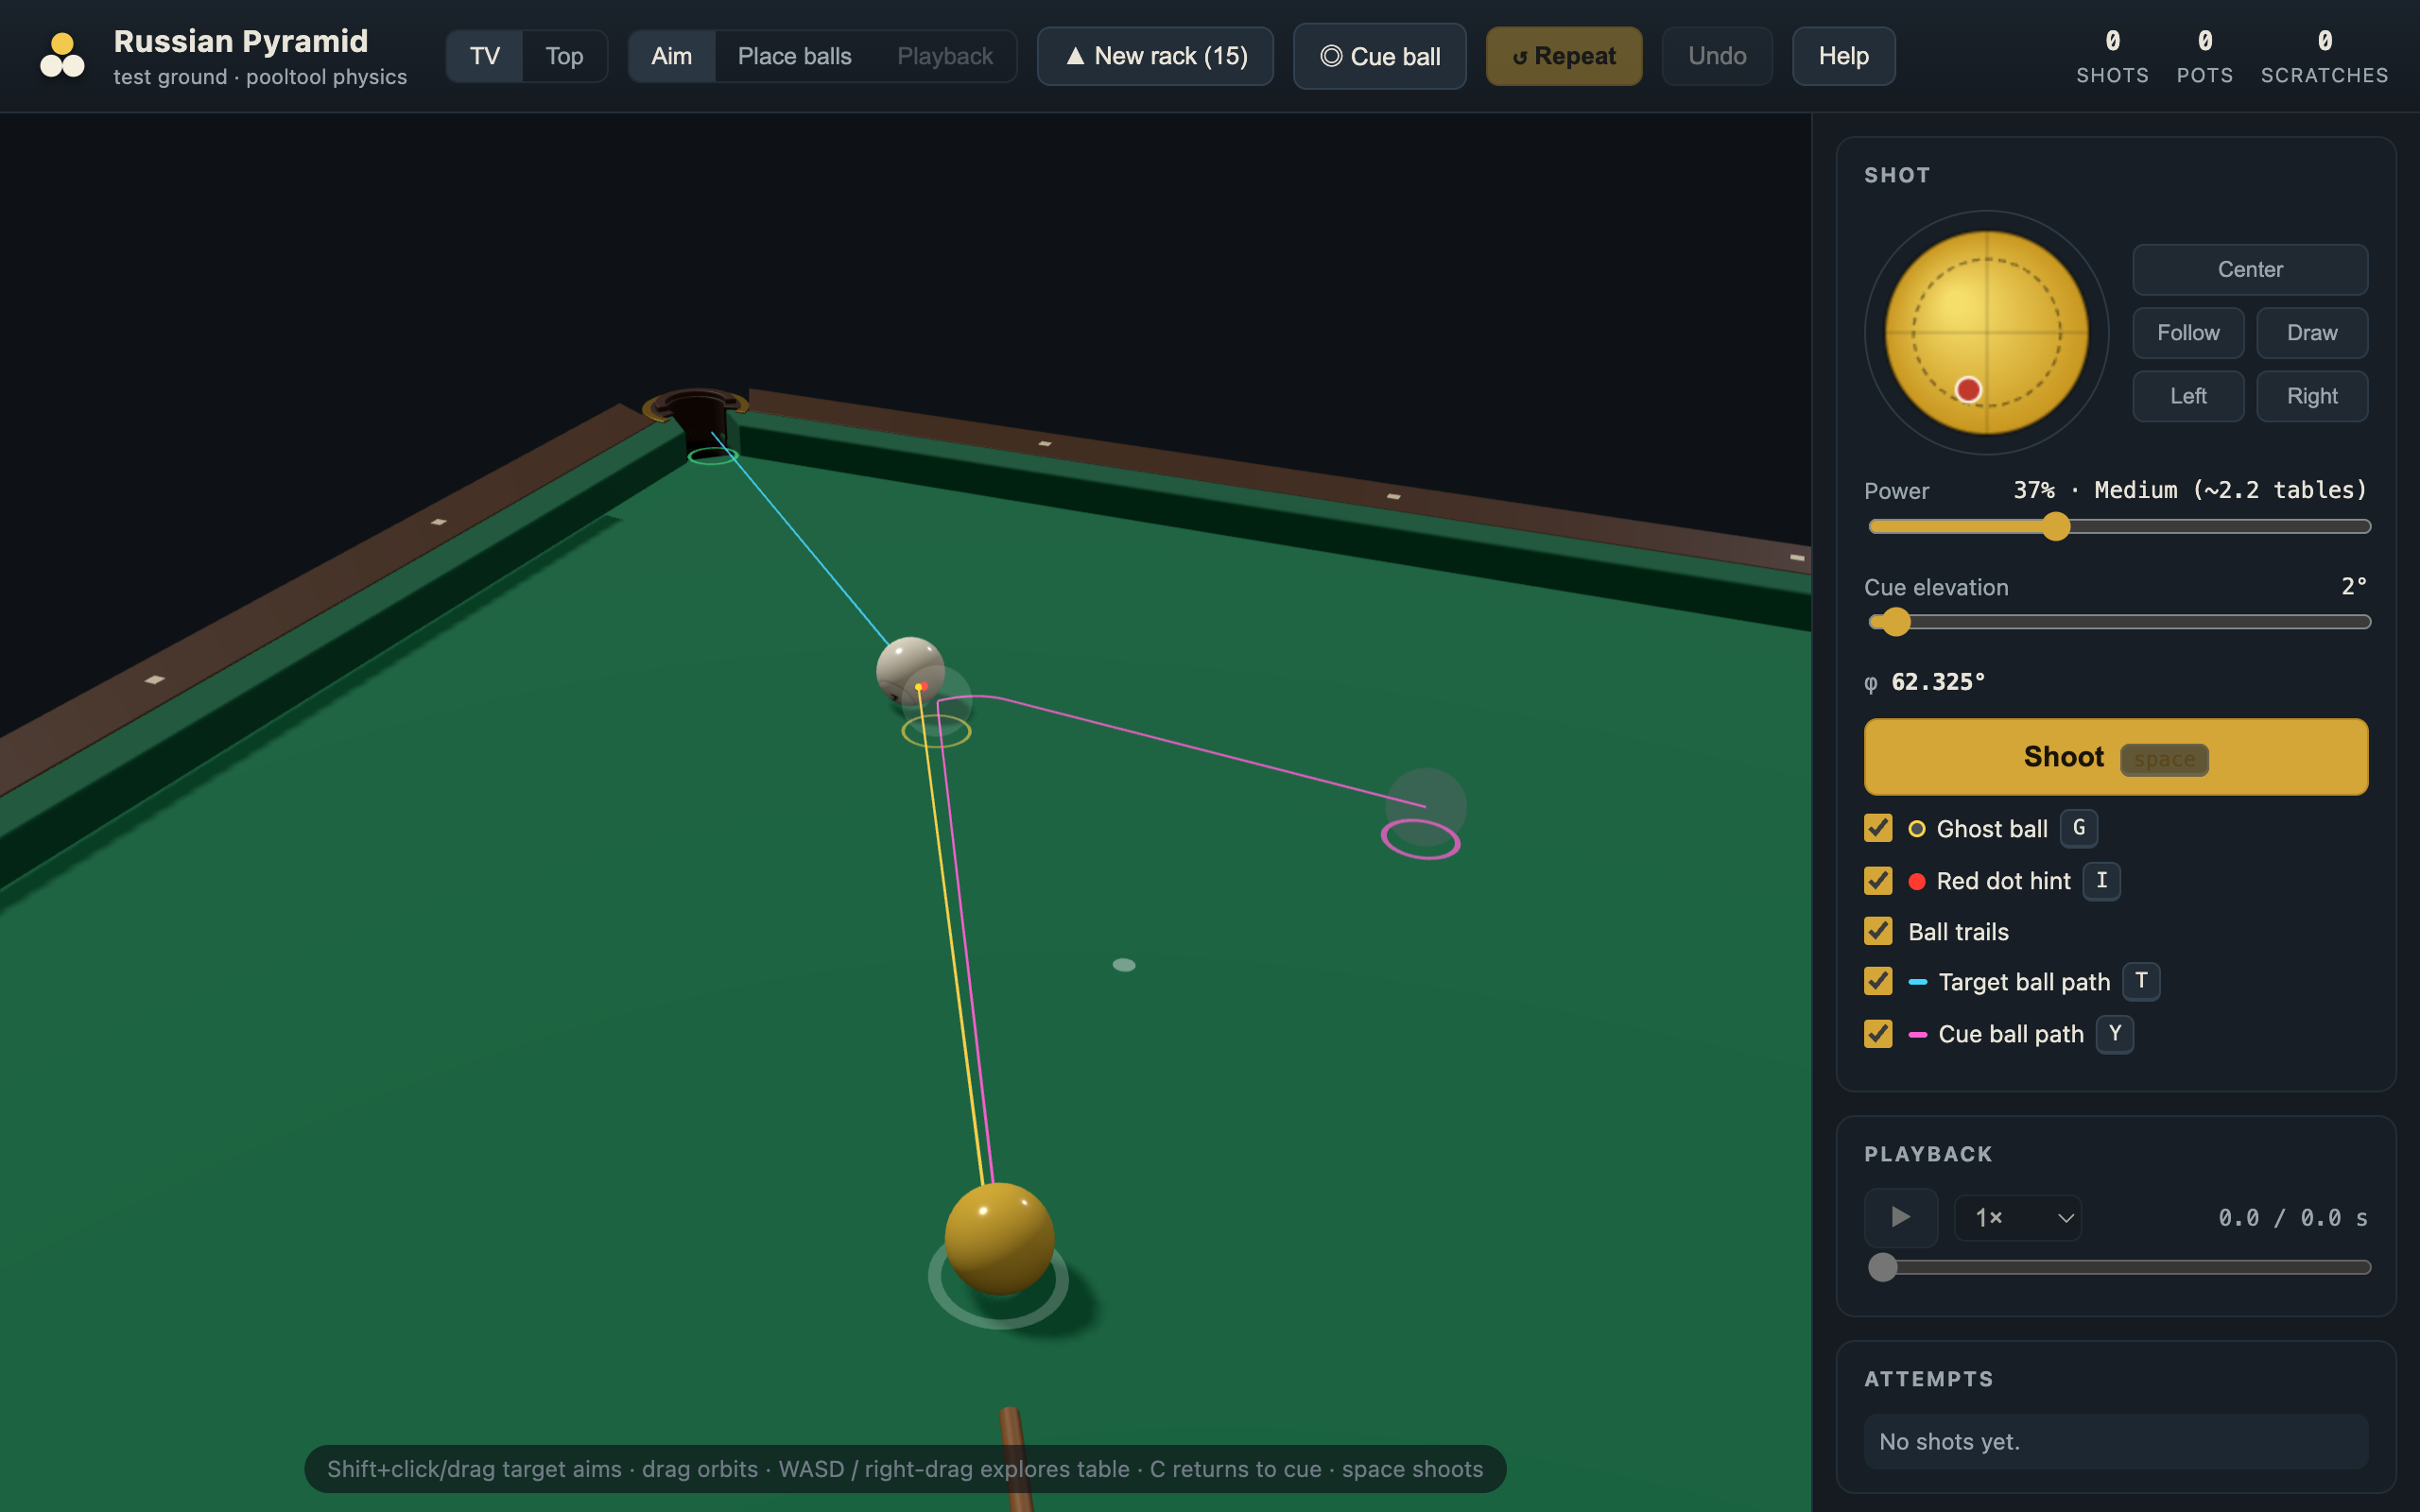 Russian Pyramid
test ground · pooltool physics
TV
Top
Aim
Place balls
Playback
▲ New rack (15)
◎ Cue ball
↺ Repeat
Undo
Help
0
SHOTS
0
POTS
0
SCRATCHES
SHOT
Center
Follow
Draw
Left
Right
Power
37% · Medium (~2.2 tables)
Cue elevation
2°
φ 62.325°
Shoot space
Ghost ball G
Red dot hint I
Ball trails
Target ball path T
Cue ball path Y
PLAYBACK
1×
0.0 / 0.0 s
ATTEMPTS
No shots yet.
Shift+click/drag target aims · drag orbits · WASD / right-drag explores table · C returns to cue · space shoots